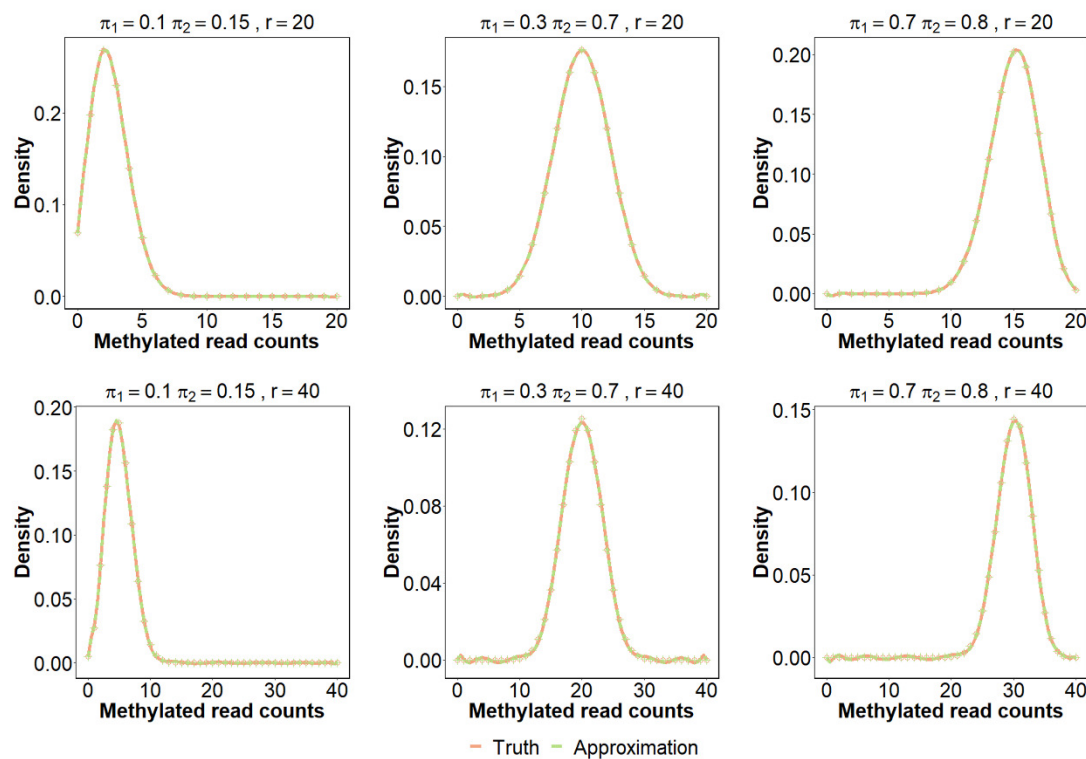 π₁ = 0.1 π₂ = 0.15 , r = 20
Density
0.2
0.1
0.0
0 5 10 15 20
Methylated read counts
π₁ = 0.3 π₂ = 0.7 , r = 20
Density
0.15
0.10
0.05
0.00
0 5 10 15 20
Methylated read counts
π₁ = 0.7 π₂ = 0.8 , r = 20
Density
0.20
0.15
0.10
0.05
0.00
0 5 10 15 20
Methylated read counts
π₁ = 0.1 π₂ = 0.15 , r = 40
Density
0.20
0.15
0.10
0.05
0.00
0 10 20 30 40
Methylated read counts
π₁ = 0.3 π₂ = 0.7 , r = 40
Density
0.12
0.08
0.04
0.00
0 10 20 30 40
Methylated read counts
π₁ = 0.7 π₂ = 0.8 , r = 40
Density
0.15
0.10
0.05
0.00
0 10 20 30 40
Methylated read counts
Truth Approximation